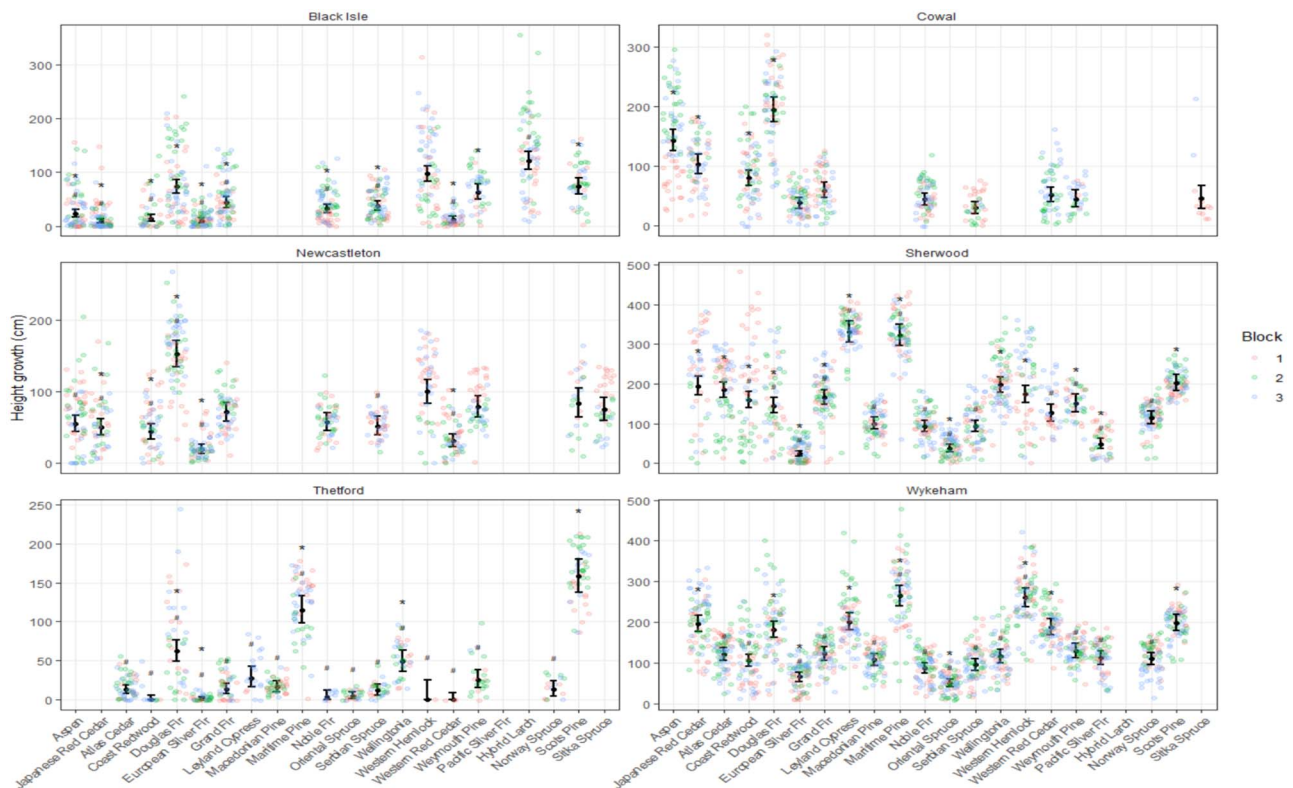 Black Isle
Cowal
300
200
100
0
300
200
100
0
Newcastleton
Sherwood
200
100
0
500
400
300
200
100
0
Thetford
Wykeham
250
200
150
100
50
0
500
400
300
200
100
0
Height growth (cm)
Block
1
2
3
Aspen
Japanese Red Cedar
Atlas Cedar
Coast Redwood
Douglas Fir
European Silver Fir
Grand Fir
Leyland Cypress
Macedonian Pine
Maritime Pine
Noble Fir
Oriental Spruce
Serbian Spruce
Wellingtonia
Western Hemlock
Western Red Cedar
Weymouth Pine
Pacific Silver Fir
Hybrid Larch
Norway Spruce
Scots Pine
Sitka Spruce
Aspen
Japanese Red Cedar
Atlas Cedar
Coast Redwood
Douglas Fir
European Silver Fir
Grand Fir
Leyland Cypress
Macedonian Pine
Maritime Pine
Noble Fir
Oriental Spruce
Serbian Spruce
Wellingtonia
Western Hemlock
Western Red Cedar
Weymouth Pine
Pacific Silver Fir
Hybrid Larch
Norway Spruce
Scots Pine
Sitka Spruce